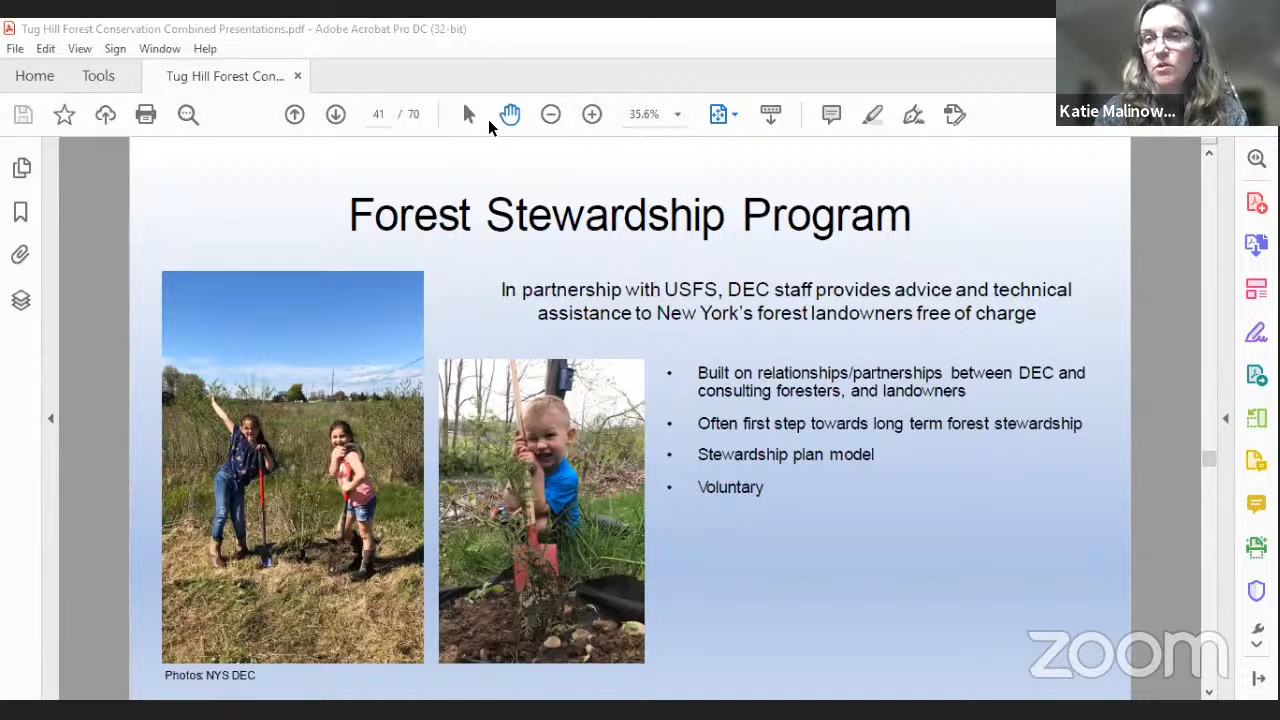 Tug Hill Forest Conservation Combined Presentations.pdf - Adobe Acrobat Pro DC (32-bit)
File Edit View Sign Window Help
Home Tools Tug Hill Forest Con... ×
41 / 70 35.6%
Katie Malinow...
Forest Stewardship Program
In partnership with USFS, DEC staff provides advice and technical
assistance to New York's forest landowners free of charge
• Built on relationships/partnerships between DEC and
consulting foresters, and landowners
• Often first step towards long term forest stewardship
• Stewardship plan model
• Voluntary
Photos: NYS DEC
zoom